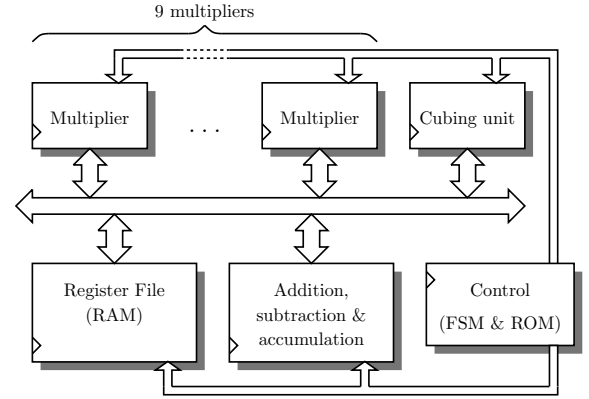 9 multipliers
Multiplier
. . .
Multiplier
Cubing unit
Register File
(RAM)
Addition,
subtraction &
accumulation
Control
(FSM & ROM)